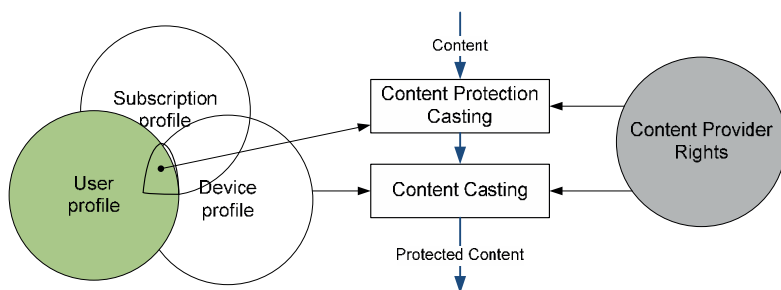 Content
Subscription
profile
Content Protection
Casting
Content Provider
Rights
User
profile
Device
profile
Content Casting
Protected Content